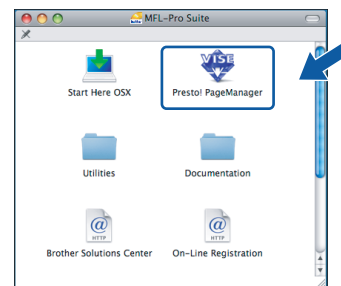 MFL-Pro Suite
VISE
Start Here OSX
Presto! PageManager
Utilities
Documentation
@
HTTP
@
HTTP
Brother Solutions Center
On-Line Registration